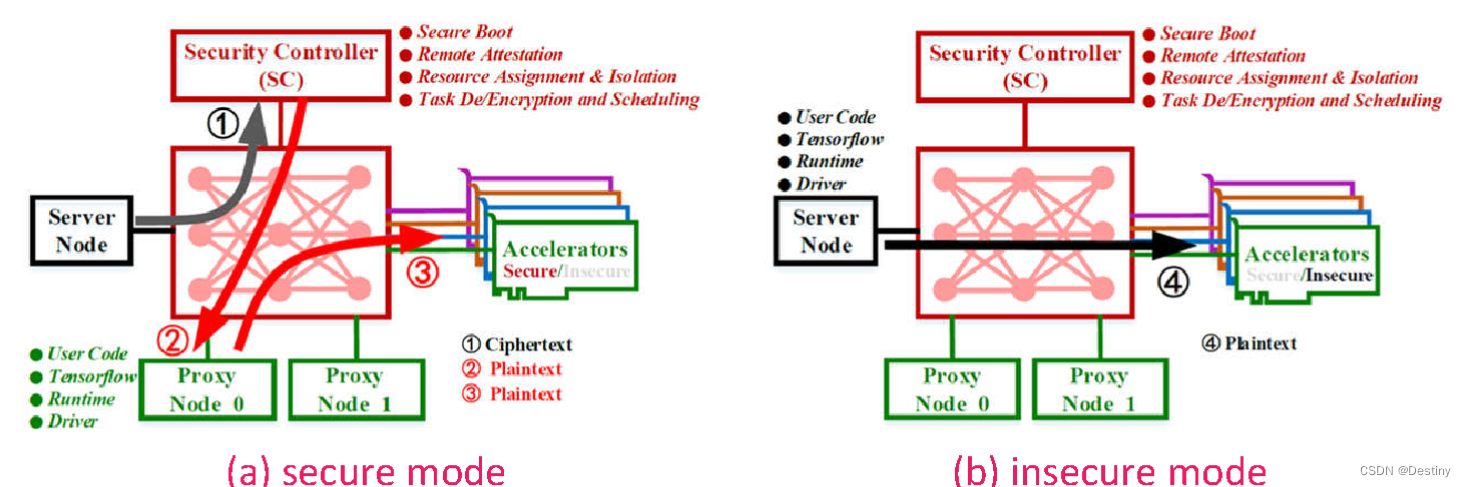 Security Controller
(SC)
● Secure Boot
● Remote Attestation
● Resource Assignment & Isolation
● Task De/Encryption and Scheduling
①
Server
Node
Accelerators
Secure/Insecure
③
②
● User Code
● Tensorflow
● Runtime
● Driver
Proxy
Node 0
Proxy
Node 1
① Ciphertext
② Plaintext
③ Plaintext
(a) secure mode
Security Controller
(SC)
● Secure Boot
● Remote Attestation
● Resource Assignment & Isolation
● Task De/Encryption and Scheduling
● User Code
● Tensorflow
● Runtime
● Driver
Server
Node
Accelerators
Secure/Insecure
④
Proxy
Node 0
Proxy
Node 1
④ Plaintext
(b) insecure mode
CSDN @Destiny